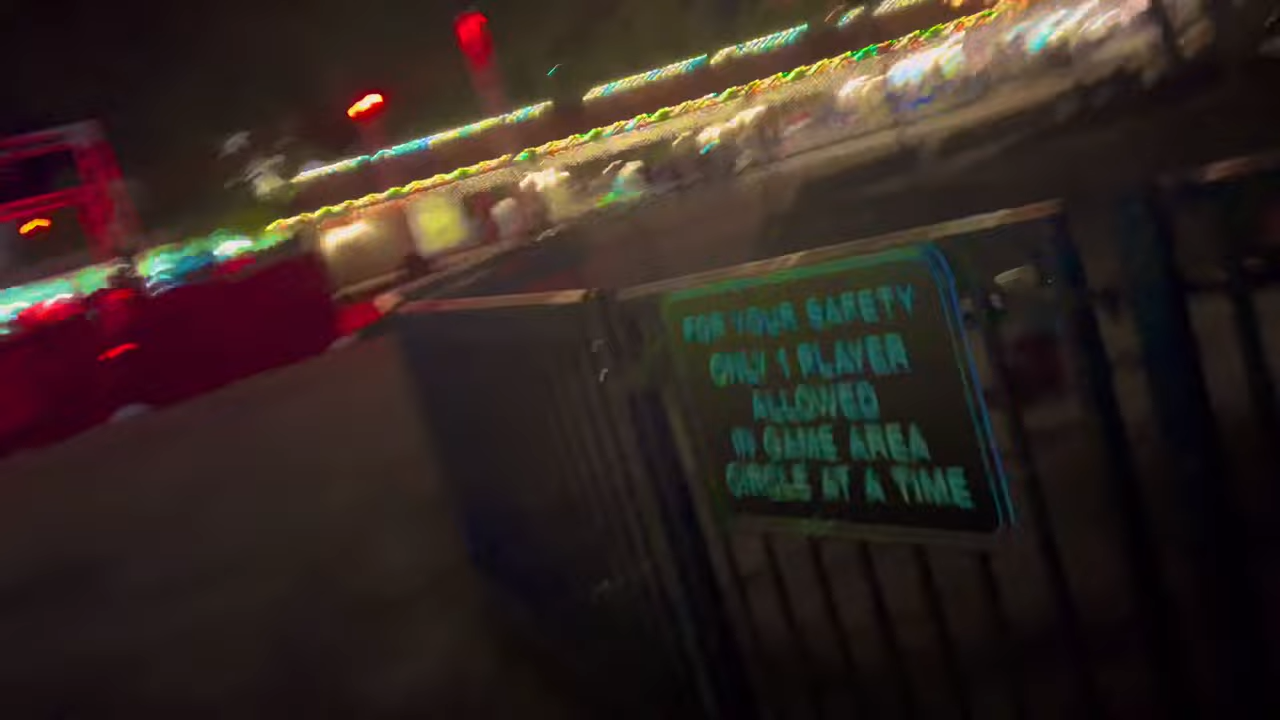 FOR YOUR SAFETY
ONLY 1 PLAYER
ALLOWED
IN GAME AREA
CIRCLE AT A TIME